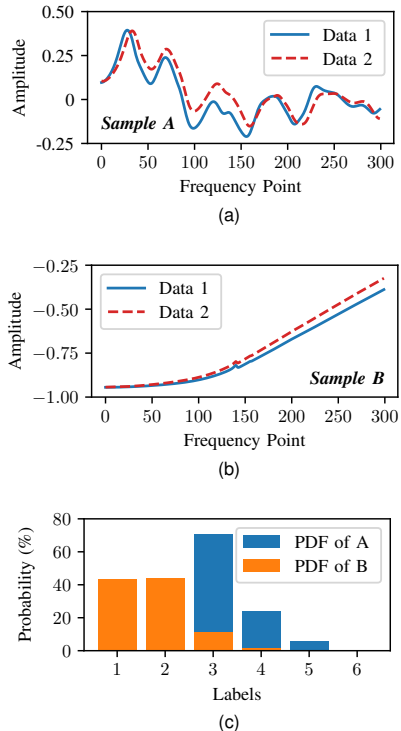 0.50
0.25
0
-0.25
Amplitude
Data 1
Data 2
Sample A
0 50 100 150 200 250 300
Frequency Point
(a)
−0.25
−0.50
−0.75
−1.00
Amplitude
Data 1
Data 2
Sample B
0 50 100 150 200 250 300
Frequency Point
(b)
80
60
40
20
0
Probability (%)
PDF of A
PDF of B
1 2 3 4 5 6
Labels
(c)